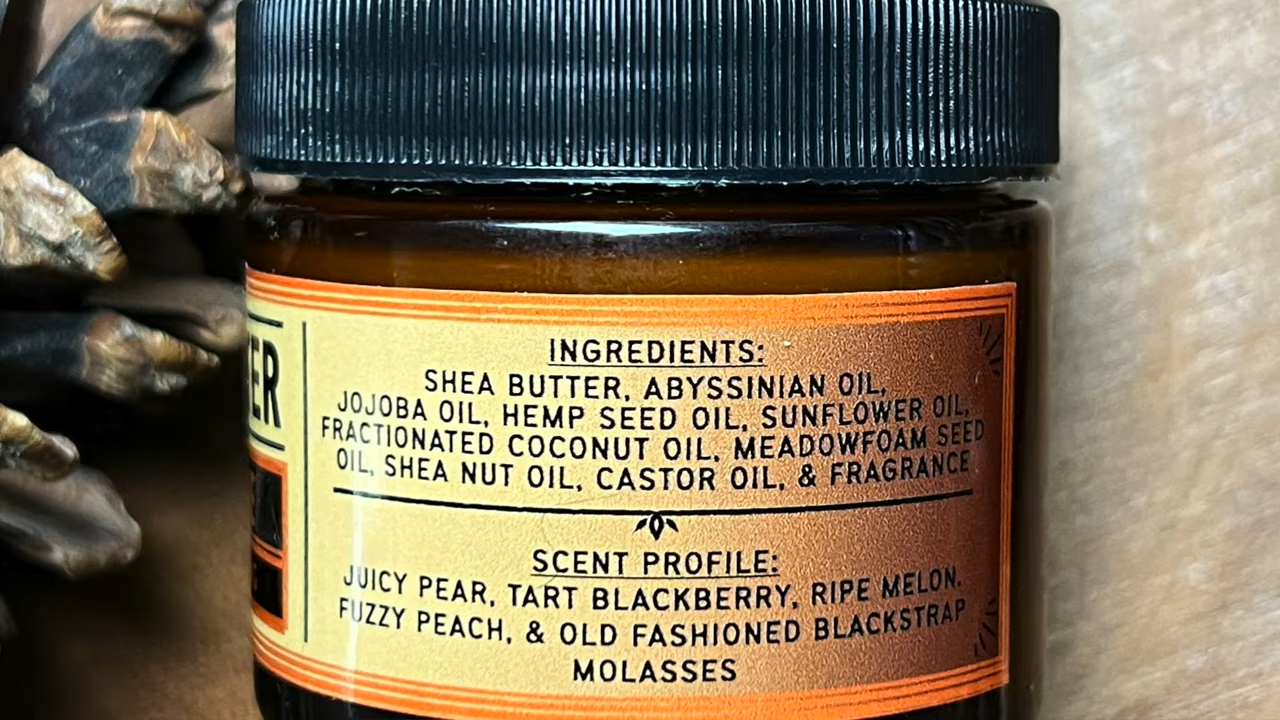 INGREDIENTS:
SHEA BUTTER, ABYSSINIAN OIL,
JOJOBA OIL, HEMP SEED OIL, SUNFLOWER OIL,
FRACTIONATED COCONUT OIL, MEADOWFOAM SEED
OIL, SHEA NUT OIL, CASTOR OIL, & FRAGRANCE
SCENT PROFILE:
JUICY PEAR, TART BLACKBERRY, RIPE MELON,
FUZZY PEACH, & OLD FASHIONED BLACKSTRAP
MOLASSES